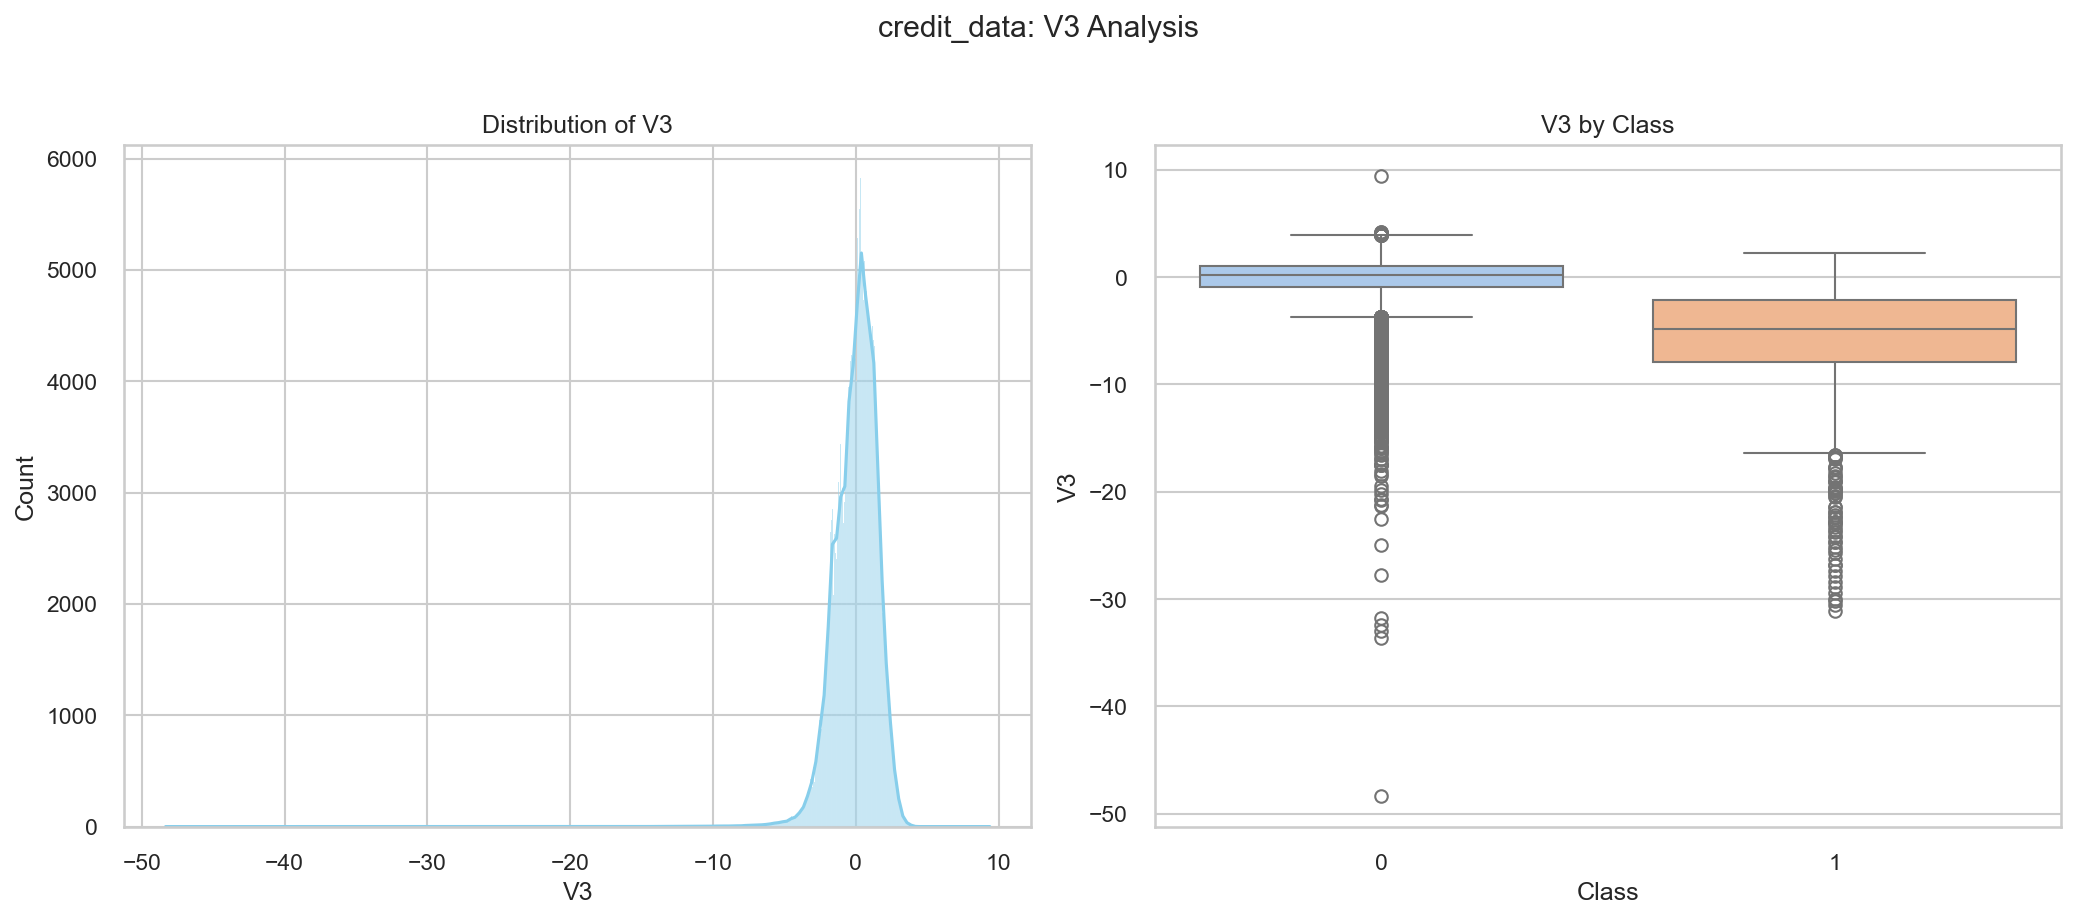 credit_data: V3 Analysis
Distribution of V3
6000
5000
4000
3000
2000
1000
0
Count
−50 −40 −30 −20 −10 0 10
V3
V3 by Class
10
0
−10
−20
−30
−40
−50
V3
0 1
Class